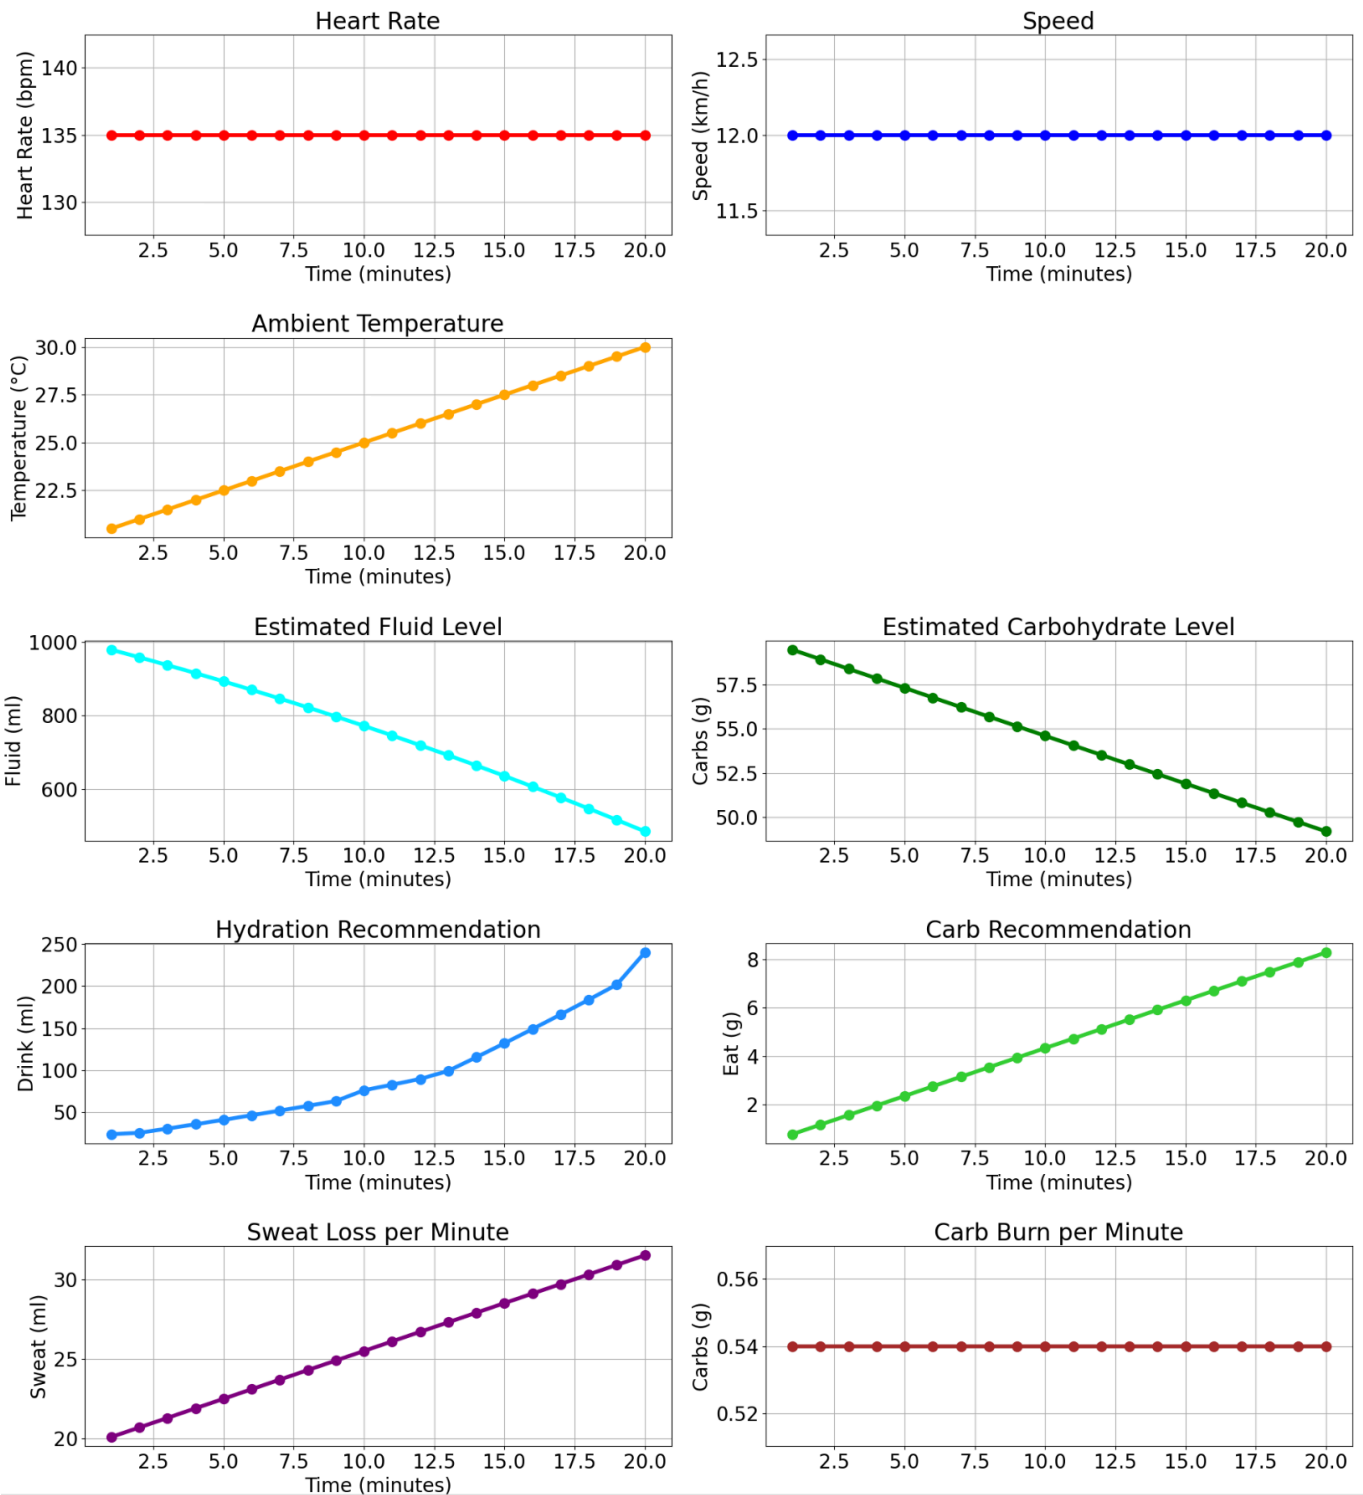 Heart Rate
Heart Rate (bpm)
140
135
130
2.5 5.0 7.5 10.0 12.5 15.0 17.5 20.0
Time (minutes)
Speed
Speed (km/h)
12.5
12.0
11.5
2.5 5.0 7.5 10.0 12.5 15.0 17.5 20.0
Time (minutes)
Ambient Temperature
Temperature (°C)
30.0
27.5
25.0
22.5
2.5 5.0 7.5 10.0 12.5 15.0 17.5 20.0
Time (minutes)
Estimated Fluid Level
Fluid (ml)
1000
800
600
2.5 5.0 7.5 10.0 12.5 15.0 17.5 20.0
Time (minutes)
Estimated Carbohydrate Level
Carbs (g)
57.5
55.0
52.5
50.0
2.5 5.0 7.5 10.0 12.5 15.0 17.5 20.0
Time (minutes)
Hydration Recommendation
Drink (ml)
250
200
150
100
50
2.5 5.0 7.5 10.0 12.5 15.0 17.5 20.0
Time (minutes)
Carb Recommendation
Eat (g)
8
6
4
2
2.5 5.0 7.5 10.0 12.5 15.0 17.5 20.0
Time (minutes)
Sweat Loss per Minute
Sweat (ml)
30
25
20
2.5 5.0 7.5 10.0 12.5 15.0 17.5 20.0
Time (minutes)
Carb Burn per Minute
Carbs (g)
0.56
0.54
0.52
2.5 5.0 7.5 10.0 12.5 15.0 17.5 20.0